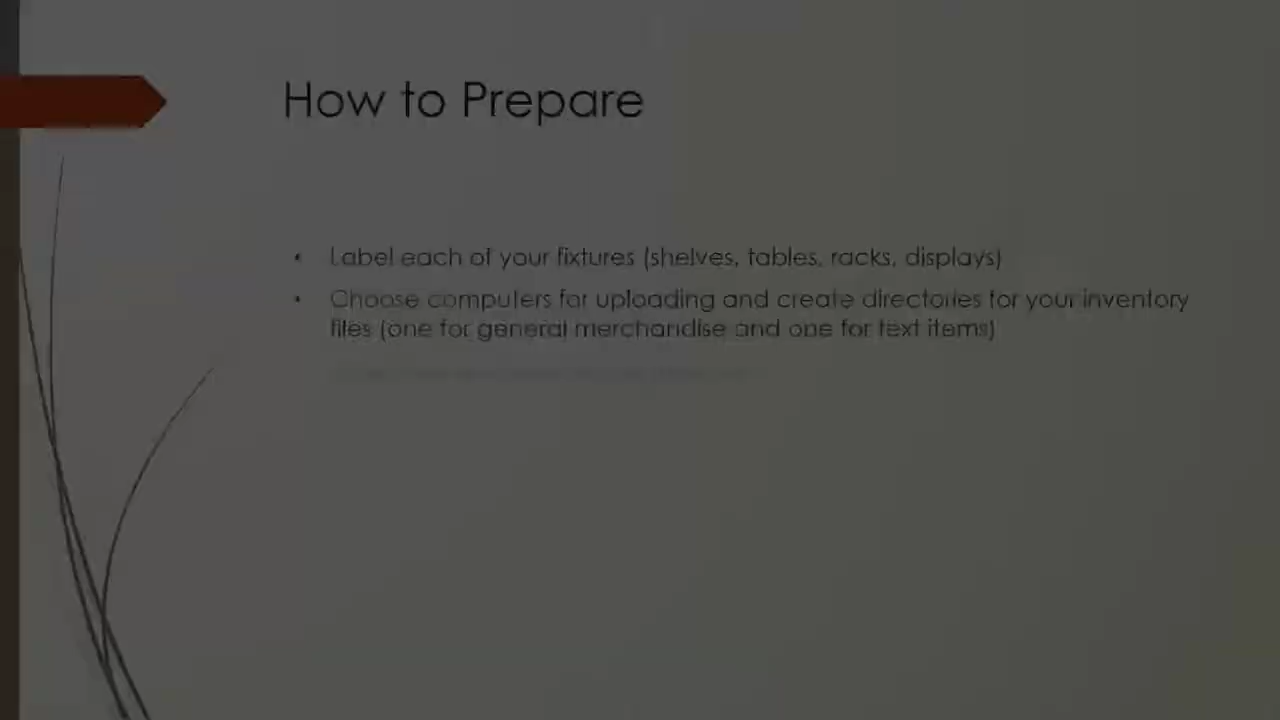 How to Prepare
• Label each of your fixtures (shelves, tables, racks, displays)
• Choose computers for uploading and create directories for your inventory
files (one for general merchandise and one for text items)